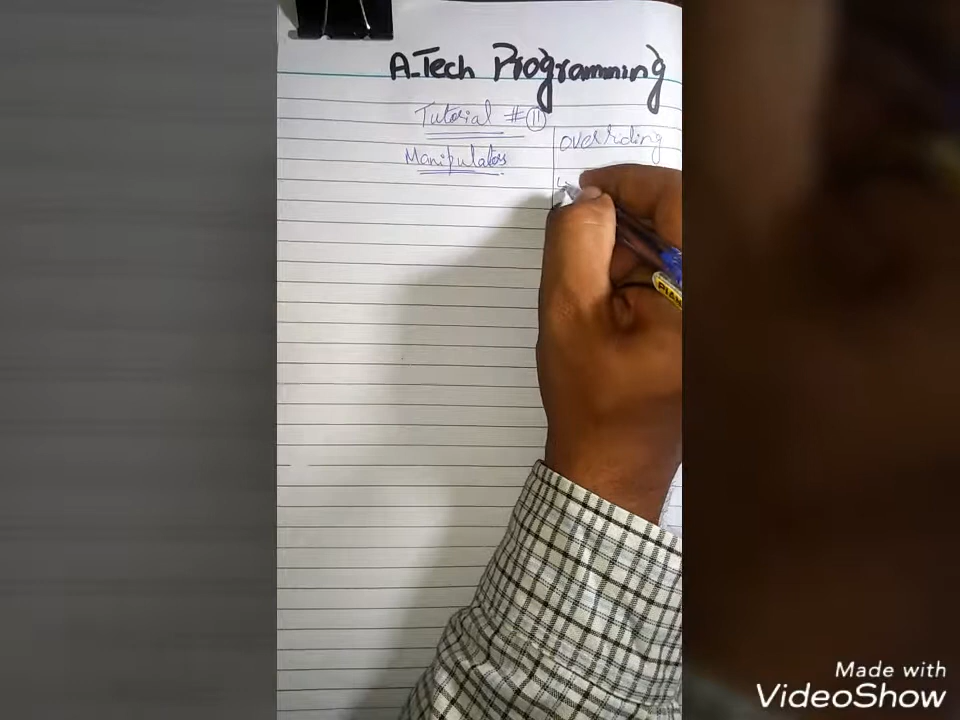 A-Tech Programming
Tutorial # 11
Manipulators
overriding
Made with
VideoShow